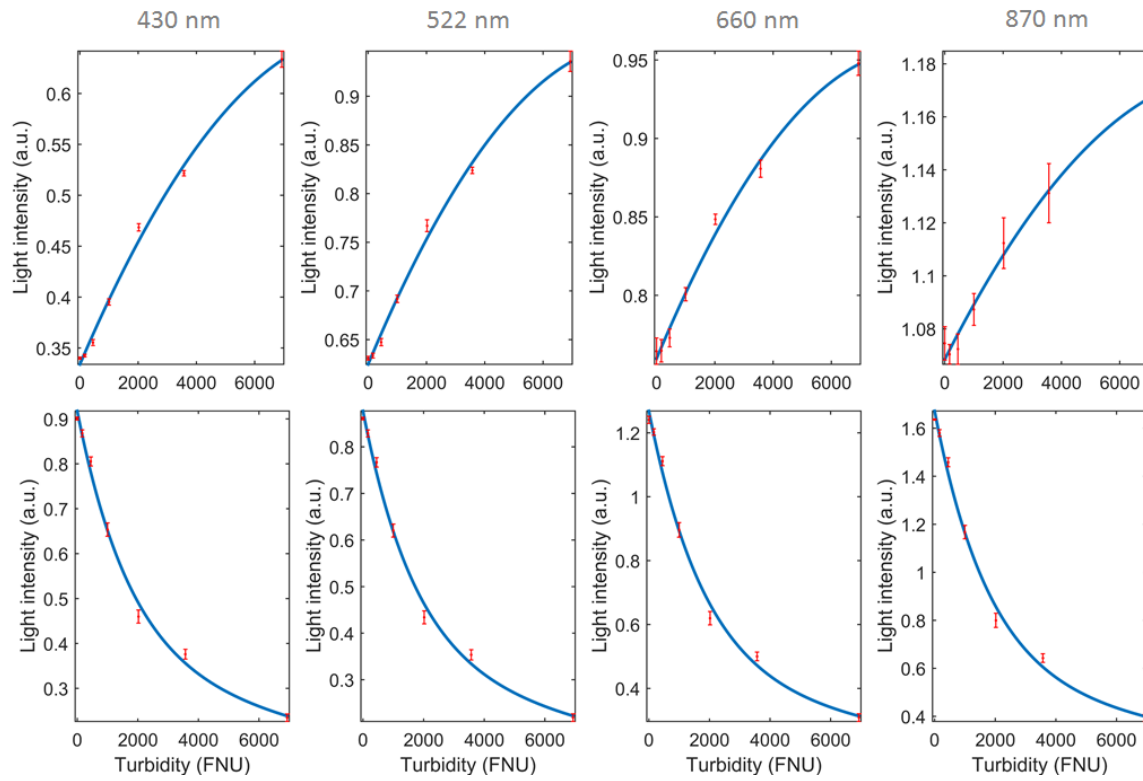 430 nm
522 nm
660 nm
870 nm
Light intensity (a.u.)
0.6
0.55
0.5
0.45
0.4
0.35
0 2000 4000 6000
Light intensity (a.u.)
0.9
0.85
0.8
0.75
0.7
0.65
0 2000 4000 6000
Light intensity (a.u.)
0.95
0.9
0.85
0.8
0 2000 4000 6000
Light intensity (a.u.)
1.18
1.16
1.14
1.12
1.1
1.08
0 2000 4000 6000
Light intensity (a.u.)
0.9
0.8
0.7
0.6
0.5
0.4
0.3
0 2000 4000 6000
Turbidity (FNU)
Light intensity (a.u.)
0.8
0.7
0.6
0.5
0.4
0.3
0 2000 4000 6000
Turbidity (FNU)
Light intensity (a.u.)
1.2
1
0.8
0.6
0.4
0 2000 4000 6000
Turbidity (FNU)
Light intensity (a.u.)
1.6
1.4
1.2
1
0.8
0.6
0.4
0 2000 4000 6000
Turbidity (FNU)